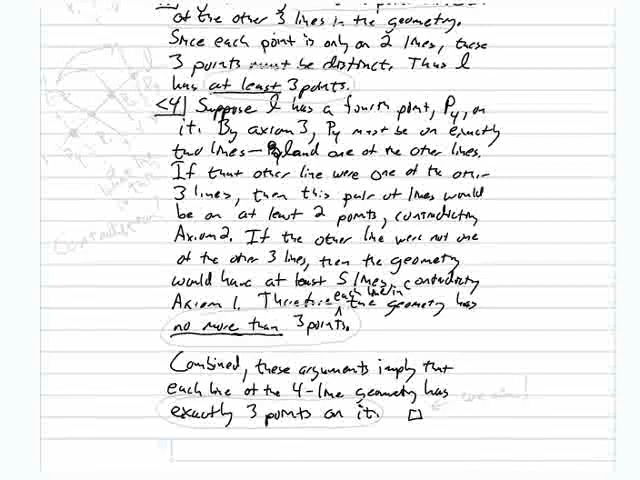 of the other 3 lines in the geometry.
Since each point is only on 2 lines, these
3 points must be distinct. Thus l
has at least 3 points.
<4| Suppose l has a fourth point, P4, on
it. By axiom 3, P4 must be on exactly
two lines — l and one of the other lines.
If that other line were one of the other
3 lines, then this pair of lines would
be on at least 2 points, contradicting
Axiom 2. If the other line were not one
of the other 3 lines, then the geometry
would have at least 5 lines, contradicting
Axiom 1. Therefore each line in the geometry has
no more than 3 points.
Combined, these arguments imply that
each line of the 4-line geometry has
exactly 3 points on it. □
Contradiction!